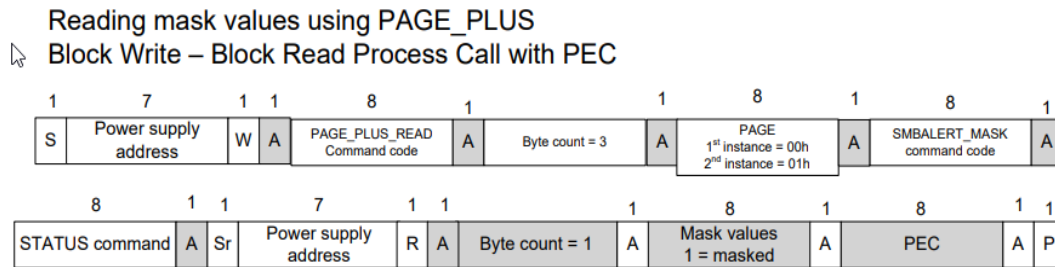 Reading mask values using PAGE_PLUS
Block Write – Block Read Process Call with PEC
1 7 1 1 8 1 1 8 1 8 1
S Power supply address W A PAGE_PLUS_READ Command code A Byte count = 3 A PAGE 1st instance = 00h 2nd instance = 01h A SMBALERT_MASK command code A
8 1 1 7 1 1 1 8 1 8 1 1
STATUS command A Sr Power supply address R A Byte count = 1 A Mask values 1 = masked A PEC A P